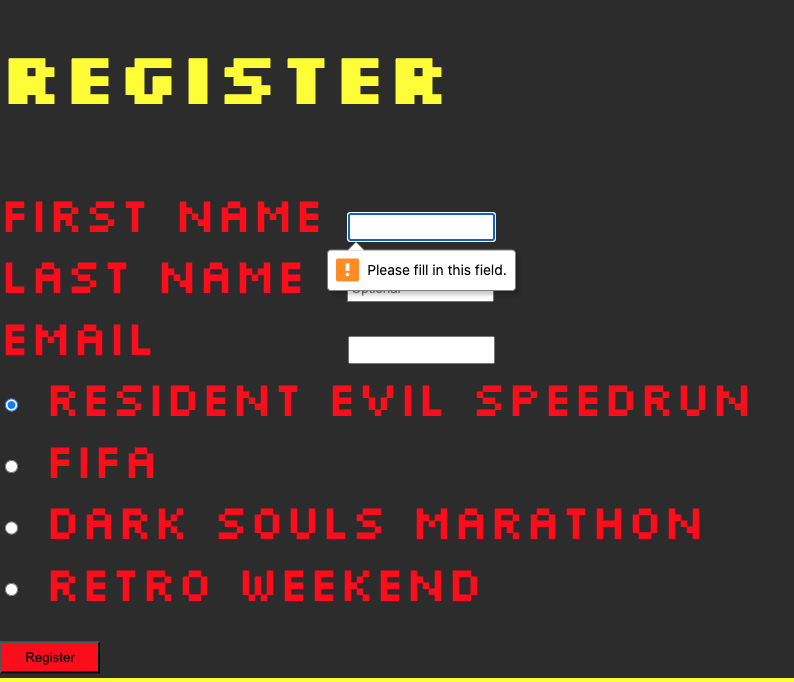 REGISTER
FIRST NAME
Please fill in this field.
LAST NAME
EMAIL
RESIDENT EVIL SPEEDRUN
FIFA
DARK SOULS MARATHON
RETRO WEEKEND
Register